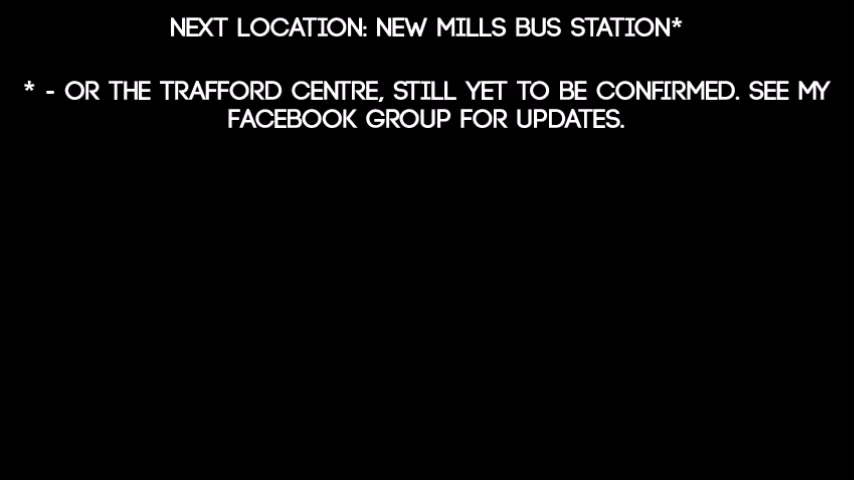 NEXT LOCATION: NEW MILLS BUS STATION*
* - OR THE TRAFFORD CENTRE, STILL YET TO BE CONFIRMED. SEE MY
FACEBOOK GROUP FOR UPDATES.